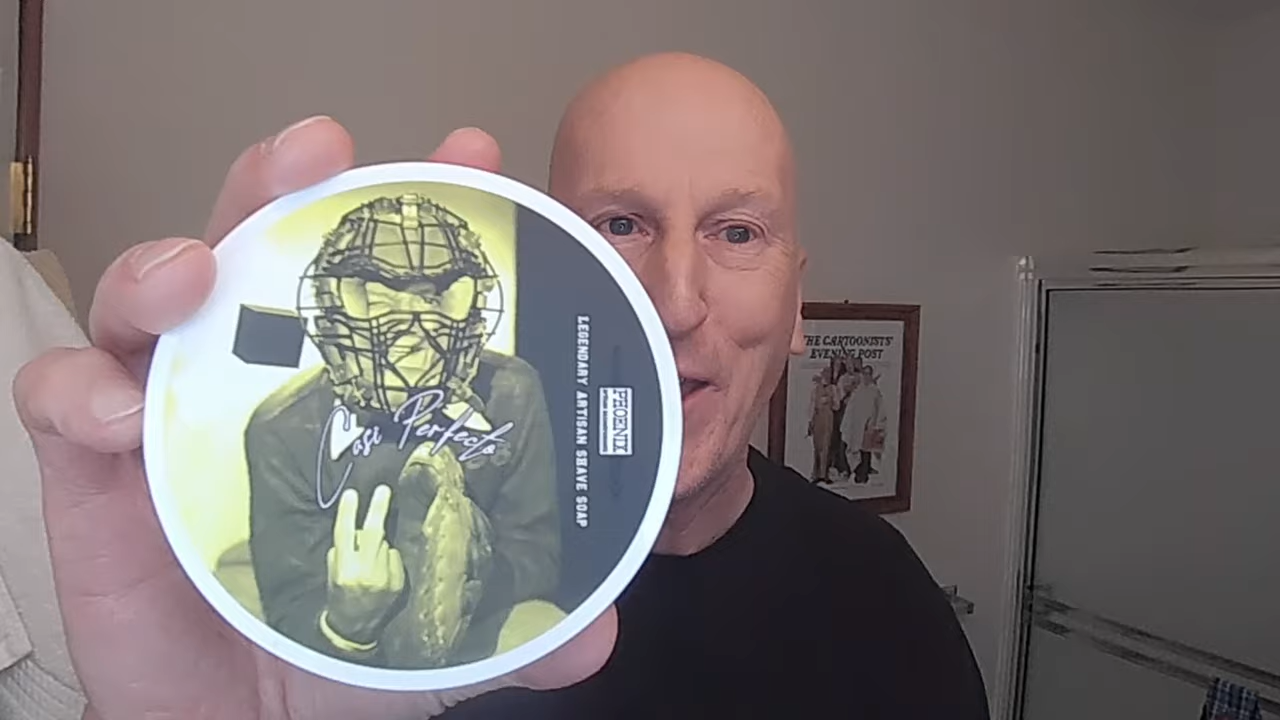 Casi Perfecto
LEGENDARY ARTISAN SHAVE SOAP
PHOENIX
THE CARTOONISTS'
EVENING POST